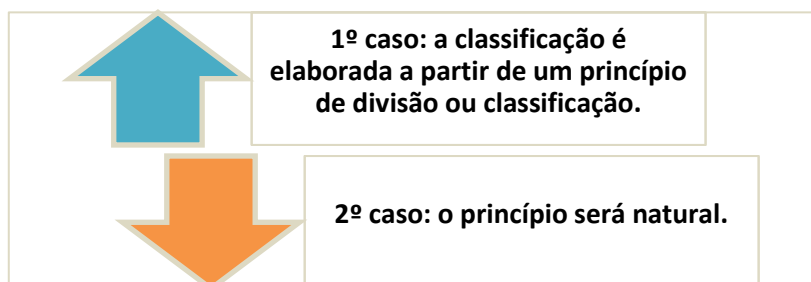 1º caso: a classificação é
elaborada a partir de um princípio
de divisão ou classificação.
2º caso: o princípio será natural.